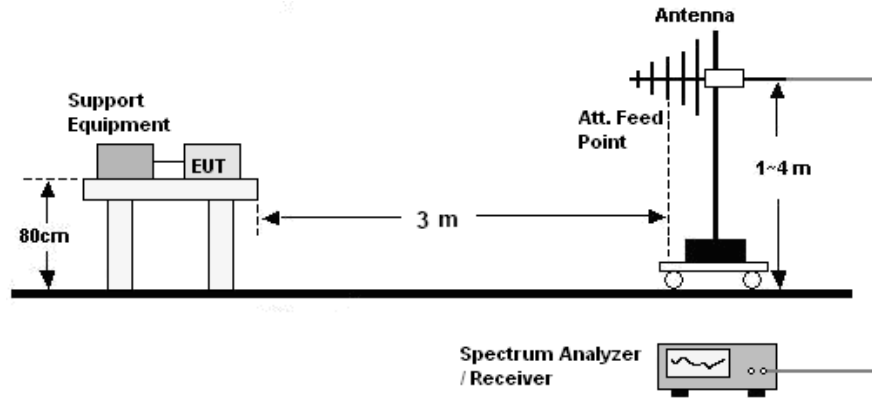 Antenna
Support
Equipment
Att. Feed
Point
EUT
1~4 m
3 m
80cm
Spectrum Analyzer
/ Receiver